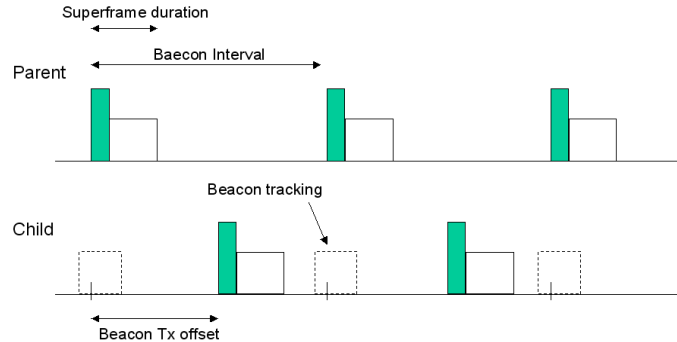 Superframe duration
Baecon Interval
Parent
Beacon tracking
Child
Beacon Tx offset